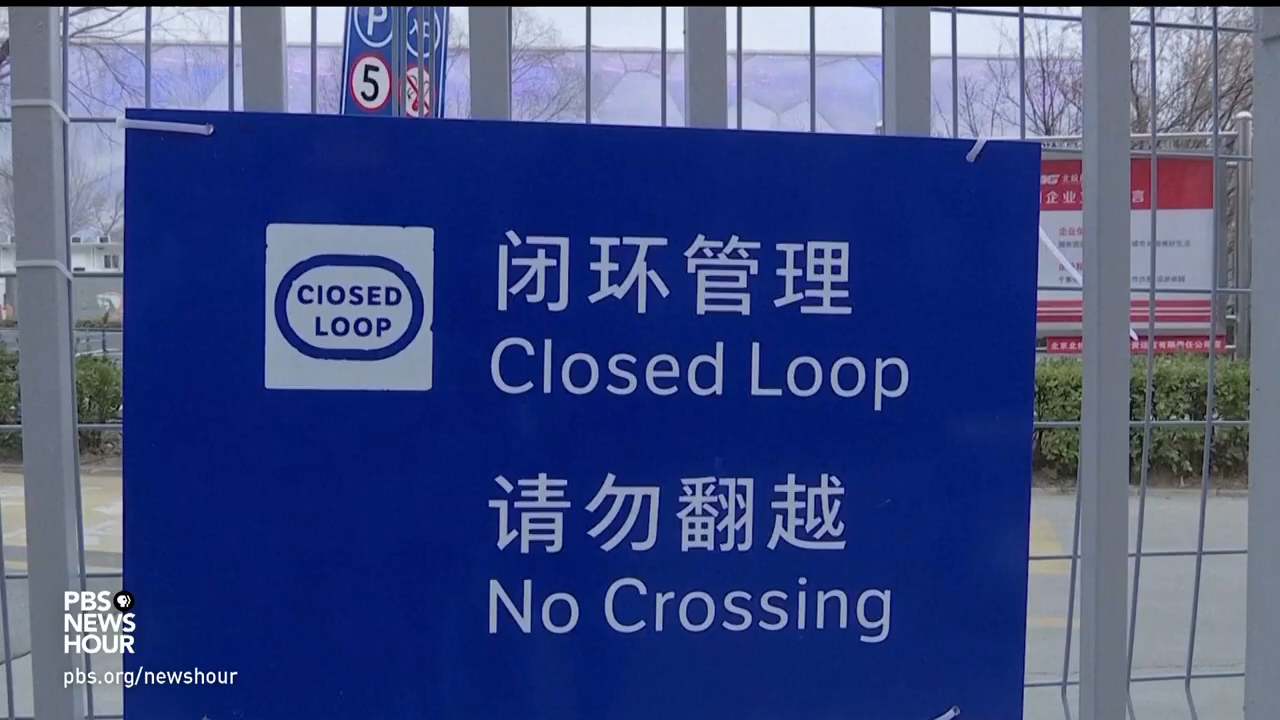 P
5
闭环管理
CIOSED
LOOP
Closed Loop
请勿翻越
No Crossing
PBS
NEWS
HOUR
pbs.org/newshour